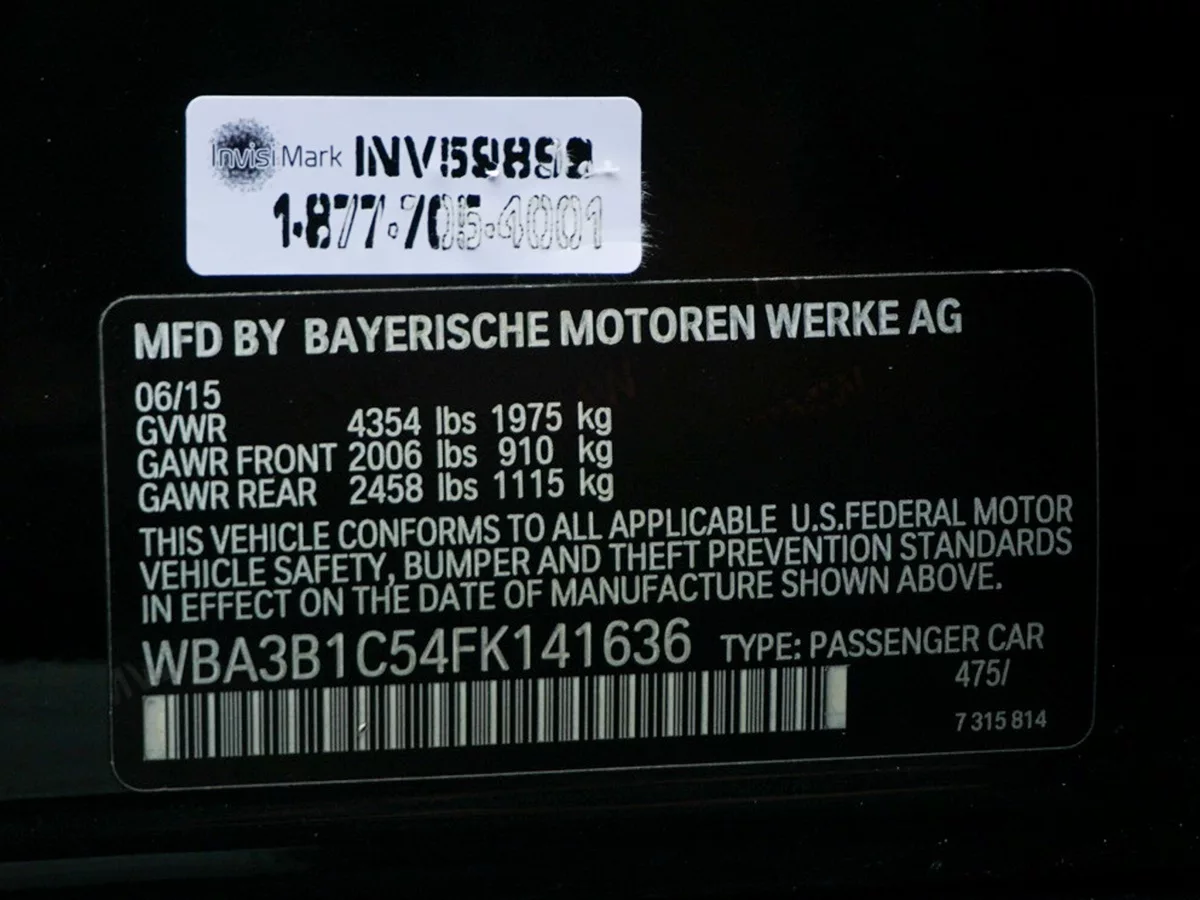 InvisiMark INV59899
1-877-705-4001
MFD BY BAYERISCHE MOTOREN WERKE AG
06/15
GVWR 4354 lbs 1975 kg
GAWR FRONT 2006 lbs 910 kg
GAWR REAR 2458 lbs 1115 kg
THIS VEHICLE CONFORMS TO ALL APPLICABLE U.S.FEDERAL MOTOR
VEHICLE SAFETY, BUMPER AND THEFT PREVENTION STANDARDS
IN EFFECT ON THE DATE OF MANUFACTURE SHOWN ABOVE.
WBA3B1C54FK141636 TYPE: PASSENGER CAR
475/
7 315 814